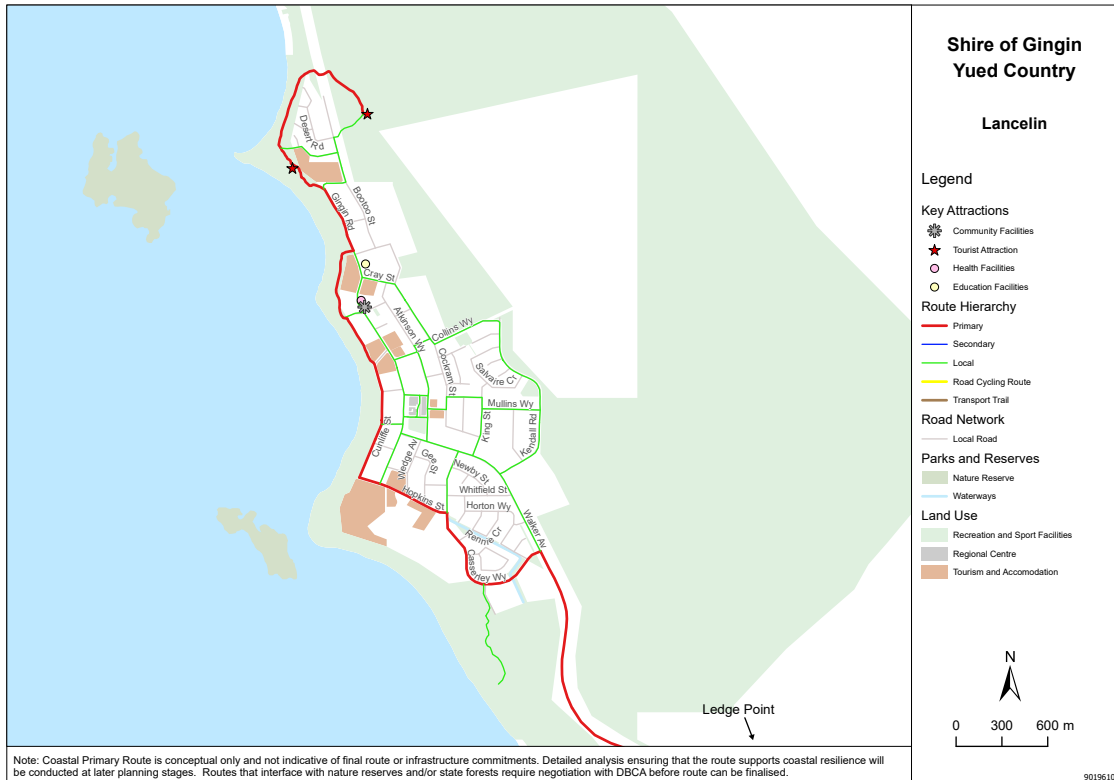 Shire of Gingin
Yued Country
Lancelin
Legend
Key Attractions
Community Facilities
Tourist Attraction
Health Facilities
Education Facilities
Route Hierarchy
Primary
Secondary
Local
Road Cycling Route
Transport Trail
Road Network
Local Road
Parks and Reserves
Nature Reserve
Waterways
Land Use
Recreation and Sport Facilities
Regional Centre
Tourism and Accomodation
N
0 300 600 m
Desert Rd
Bootoo St
Gingin Rd
Cray St
Atkinson Wy
Collins Wy
Cockram St
Salvarre Cr
Mullins Wy
King St
Kendall Rd
Cunliffe St
Wedge Av
Gee St
Newby St
Whitfield St
Hopkins St
Horton Wy
Rennie Cr
Walker Av
Casserley Wy
Ledge Point
Note: Coastal Primary Route is conceptual only and not indicative of final route or infrastructure commitments. Detailed analysis ensuring that the route supports coastal resilience will
be conducted at later planning stages. Routes that interface with nature reserves and/or state forests require negotiation with DBCA before route can be finalised.
9019610